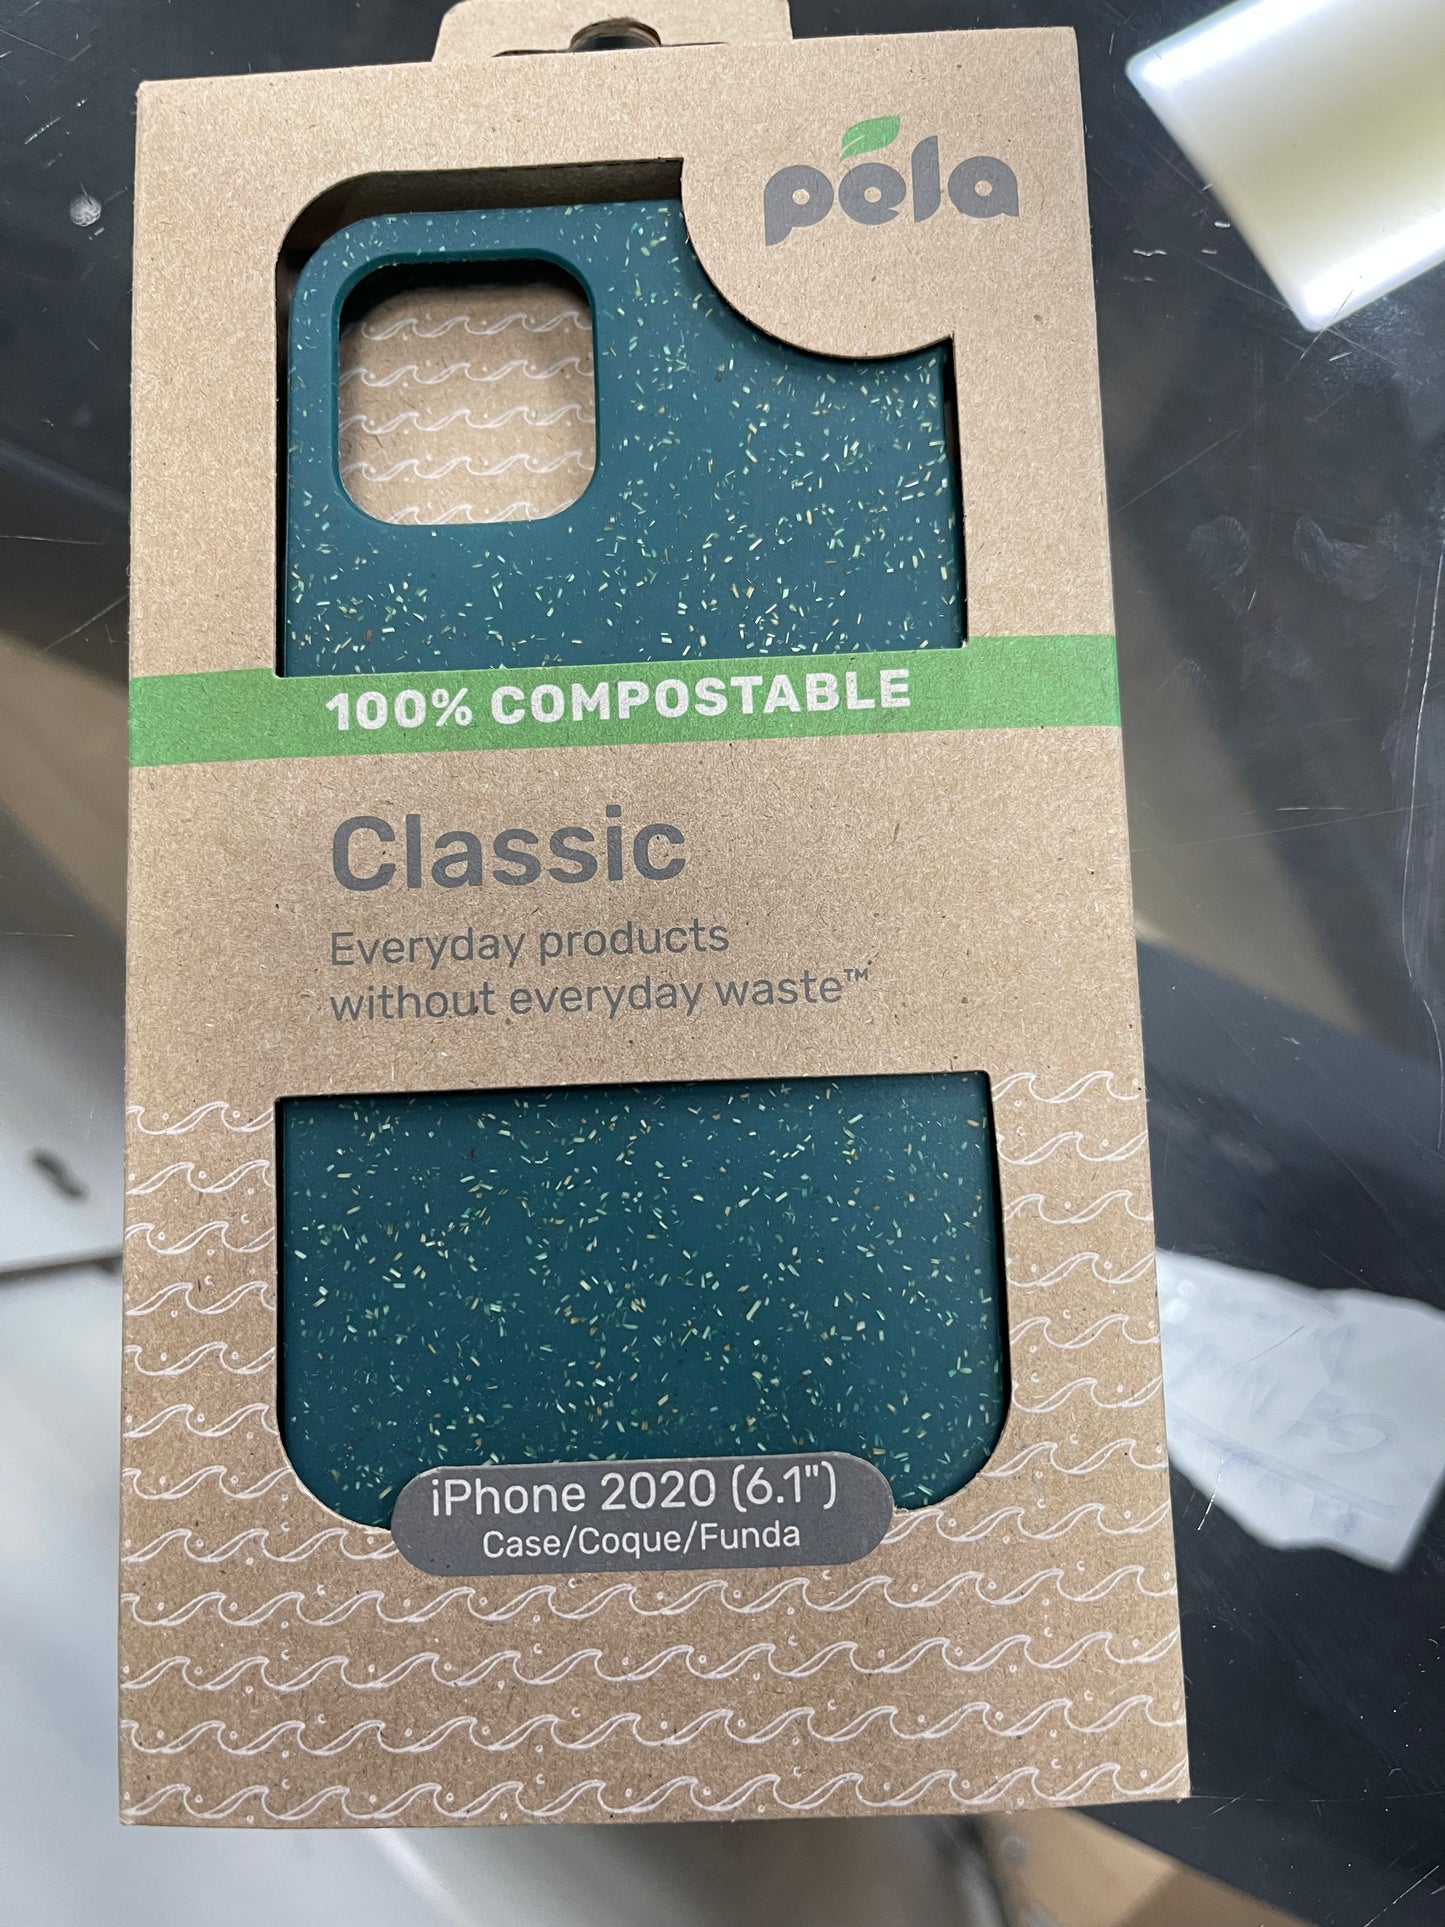 pela
100% COMPOSTABLE
Classic
Everyday products
without everyday waste™
iPhone 2020 (6.1")
Case/Coque/Funda